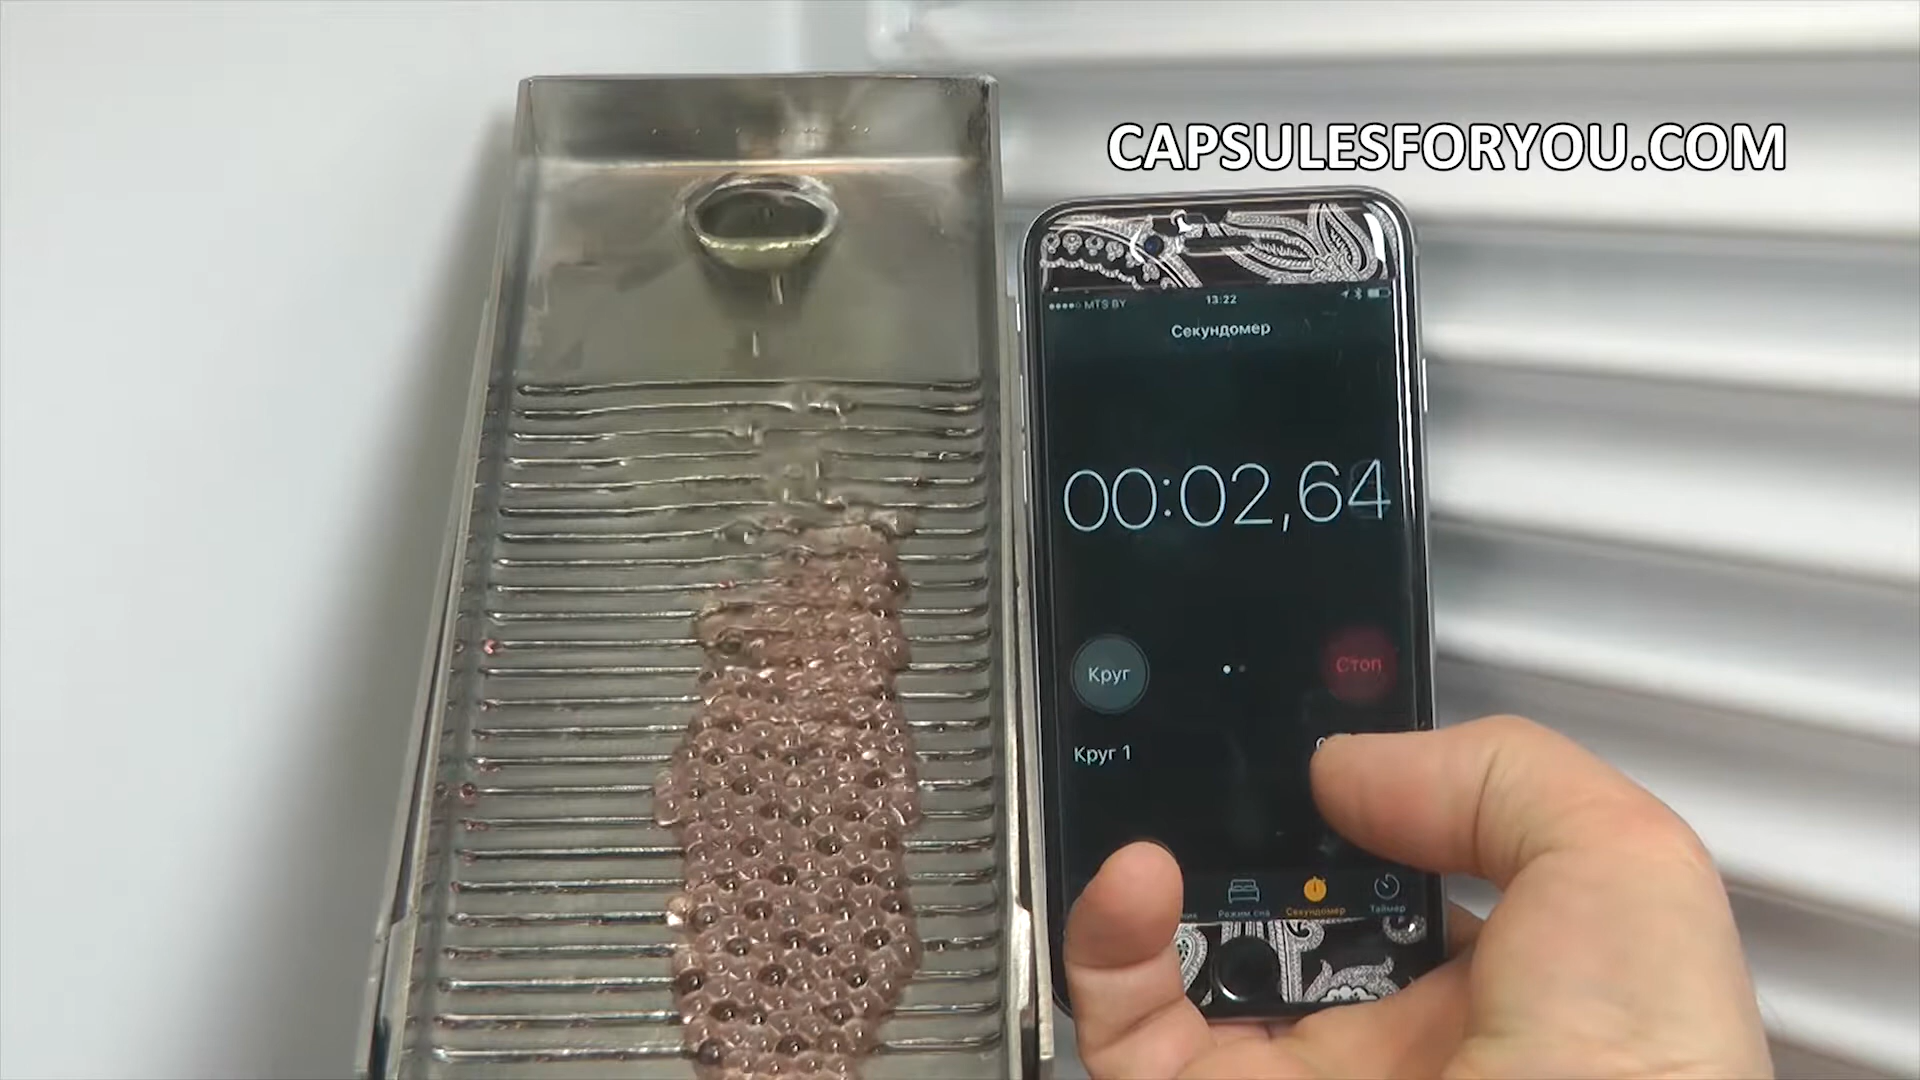 CAPSULESFORYOU.COM
MTS BY 13:22
Секундомер
00:02,64
Круг Стоп
Круг 1
Режим сна Секундомер Таймер